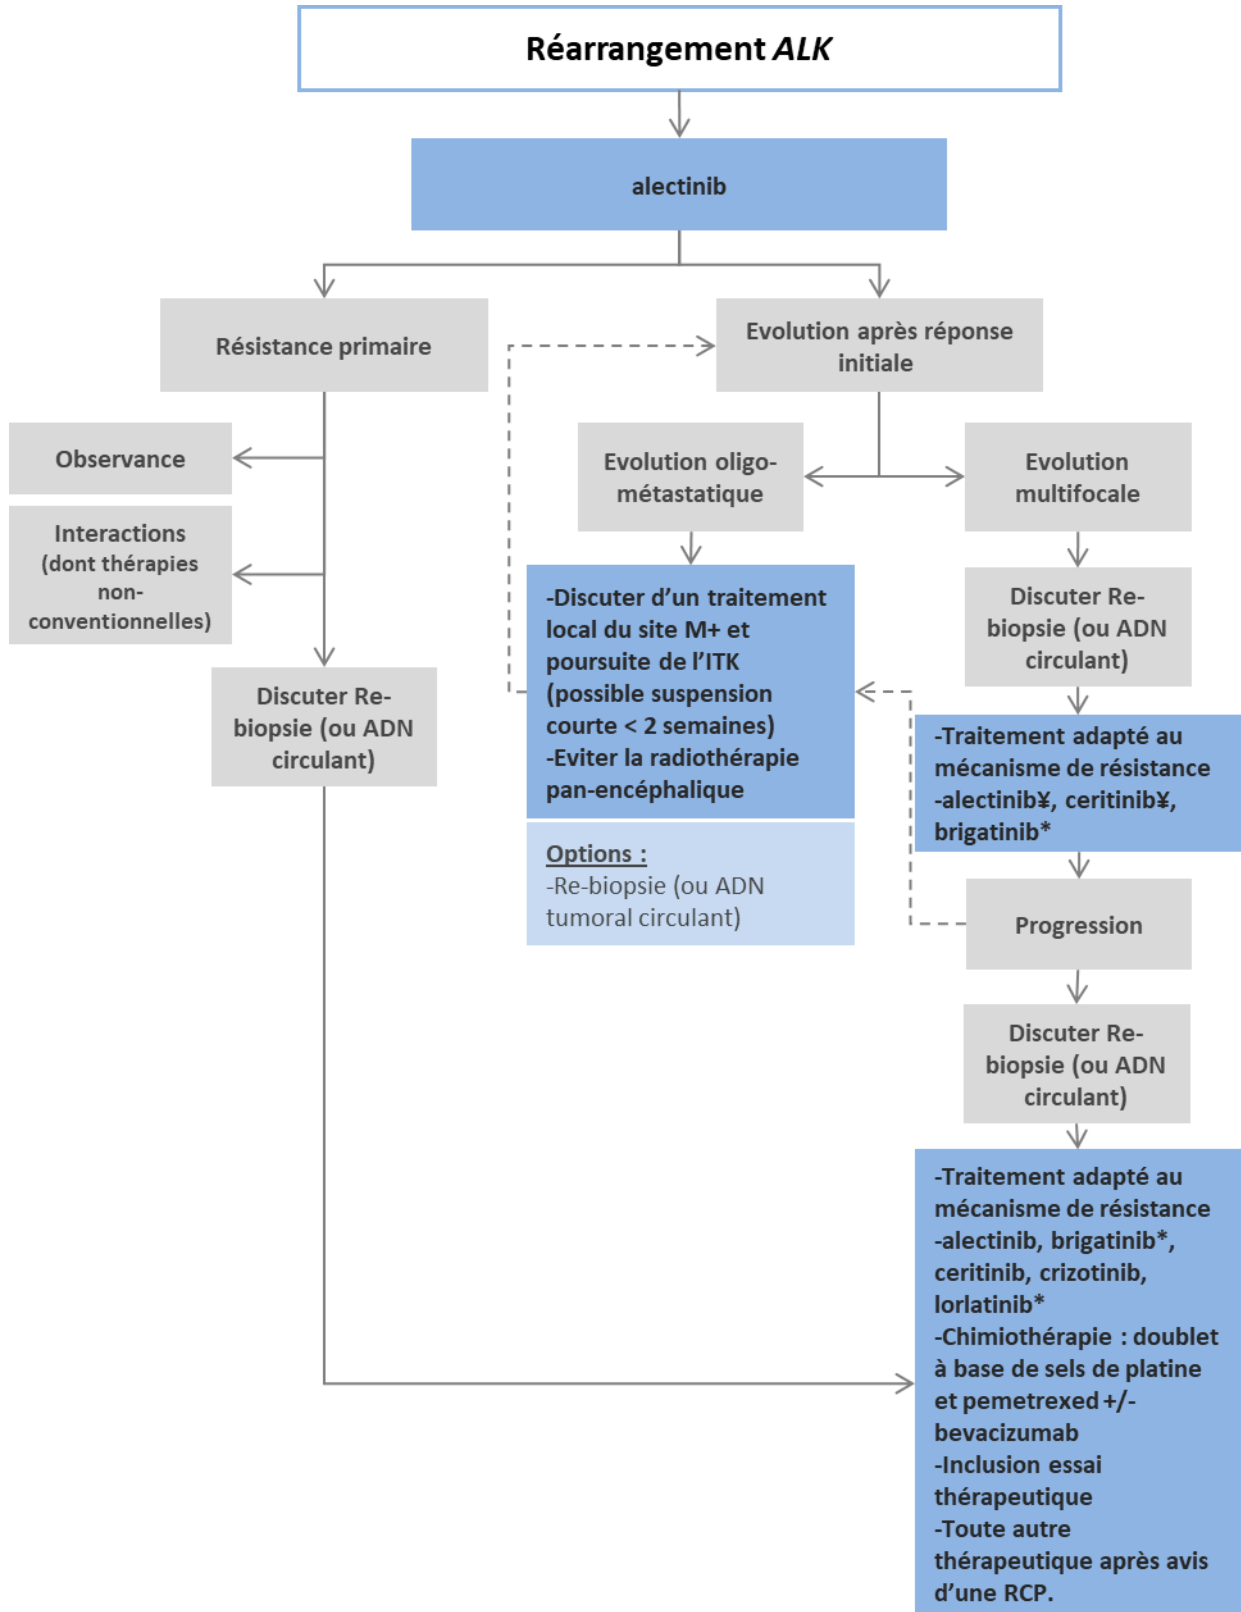 Réarrangement ALK
alectinib
Résistance primaire
Evolution après réponse
initiale
Observance
Interactions
(dont thérapies
non-
conventionnelles)
Discuter Re-
biopsie (ou ADN
circulant)
Evolution oligo-
métastatique
Evolution
multifocale
-Discuter d’un traitement
local du site M+ et
poursuite de l’ITK
(possible suspension
courte < 2 semaines)
-Eviter la radiothérapie
pan-encéphalique
Options :
-Re-biopsie (ou ADN
tumoral circulant)
Discuter Re-
biopsie (ou ADN
circulant)
-Traitement adapté au
mécanisme de résistance
-alectinib¥, ceritinib¥,
brigatinib*
Progression
Discuter Re-
biopsie (ou ADN
circulant)
-Traitement adapté au
mécanisme de résistance
-alectinib, brigatinib*,
ceritinib, crizotinib,
lorlatinib*
-Chimiothérapie : doublet
à base de sels de platine
et pemetrexed +/-
bevacizumab
-Inclusion essai
thérapeutique
-Toute autre
thérapeutique après avis
d’une RCP.